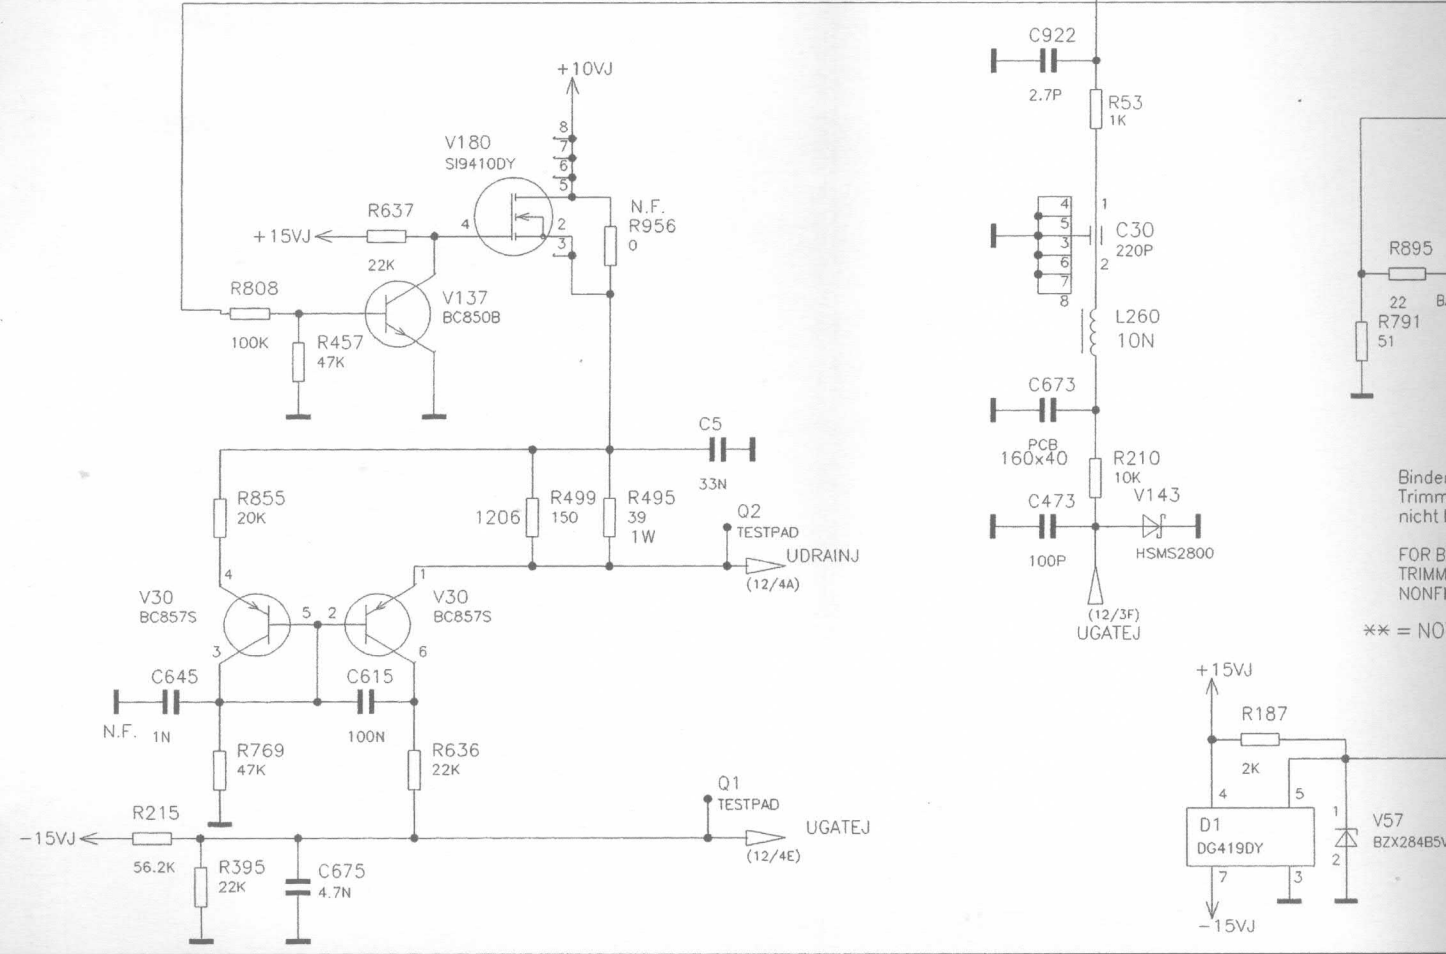 +10VJ
8
7
6
5
V180
SI9410DY
N.F.
R956
0
R637
22K
+15VJ
4
2
3
R808
100K
V137
BC850B
R457
47K
C5
33N
R855
20K
1206
R499
150
R495
39
1W
Q2
TESTPAD
UDRAINJ
(12/4A)
4
V30
BC857S
5
3
1
V30
BC857S
2
6
C645
N.F.
1N
C615
100N
R769
47K
R636
22K
R215
-15VJ
56.2K
R395
22K
C675
4.7N
Q1
TESTPAD
UGATEJ
(12/4E)
C922
2.7P
R53
1K
4
5
3
6
7
8
1
2
C30
220P
L260
10N
C673
PCB
160x40
R210
10K
C473
100P
V143
HSMS2800
(12/3F)
UGATEJ
R895
22
R791
51
nicht
FOR B
TRIMM
** = NO
+15VJ
R187
2K
4
5
D1
DG419DY
7
3
-15VJ
1
2
V57
BZX284B5V